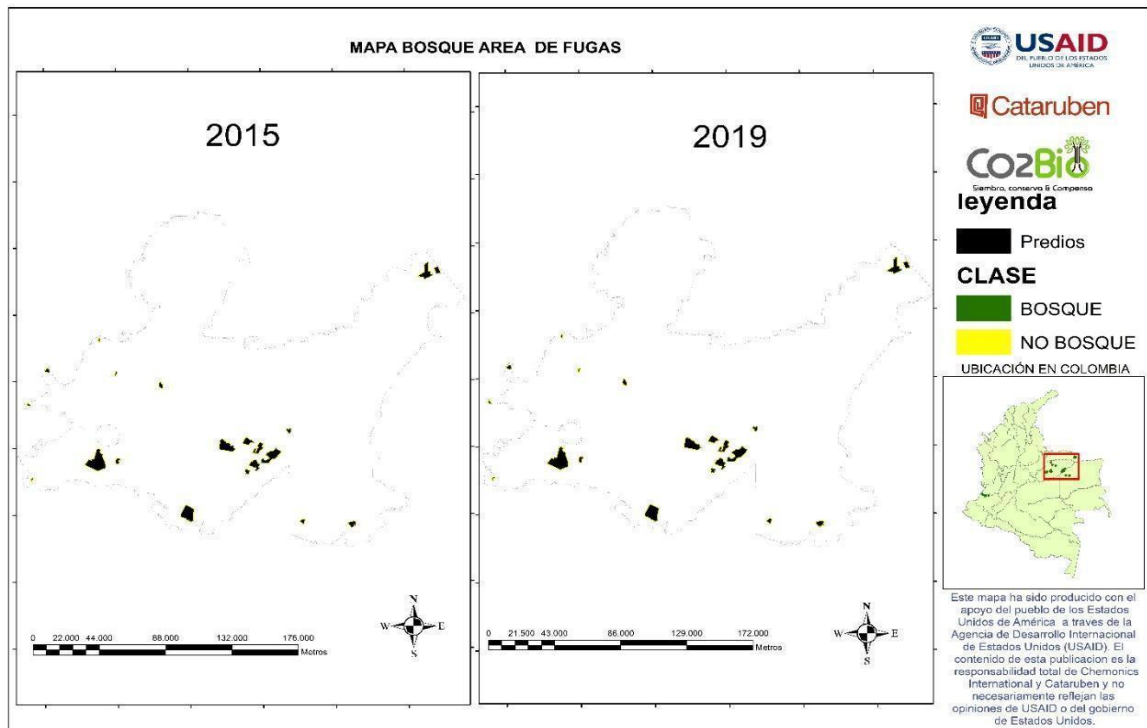 MAPA BOSQUE AREA DE FUGAS
2015
0 22.000 44.000 88.000 132.000 176.000
Metros
N
W E
S
2019
0 21.500 43.000 86.000 129.000 172.000
Metros
N
W E
S
USAID
DEL PUEBLO DE LOS ESTADOS
UNIDOS DE AMÉRICA
Cataruben
CO2Bio
Siembra, conserva & Compensa
leyenda
Predios
CLASE
BOSQUE
NO BOSQUE
UBICACIÓN EN COLOMBIA
Este mapa ha sido producido con el
apoyo del pueblo de los Estados
Unidos de América a traves de la
Agencia de Desarrollo Internacional
de Estados Unidos (USAID). El
contenido de esta publicacion es la
responsabilidad total de Chemonics
International y Cataruben y no
necesariamente reflejan las
opiniones de USAID o del gobierno
de Estados Unidos.